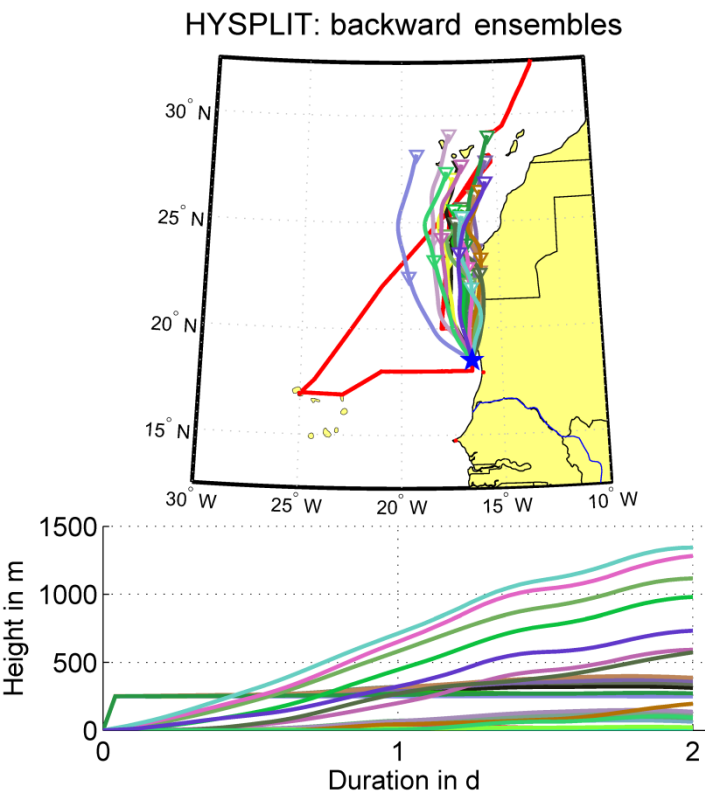 HYSPLIT: backward ensembles
30° N
25° N
20° N
15° N
30° W
25° W
20° W
15° W
10° W
1500
1000
500
0
Height in m
0
1
2
Duration in d